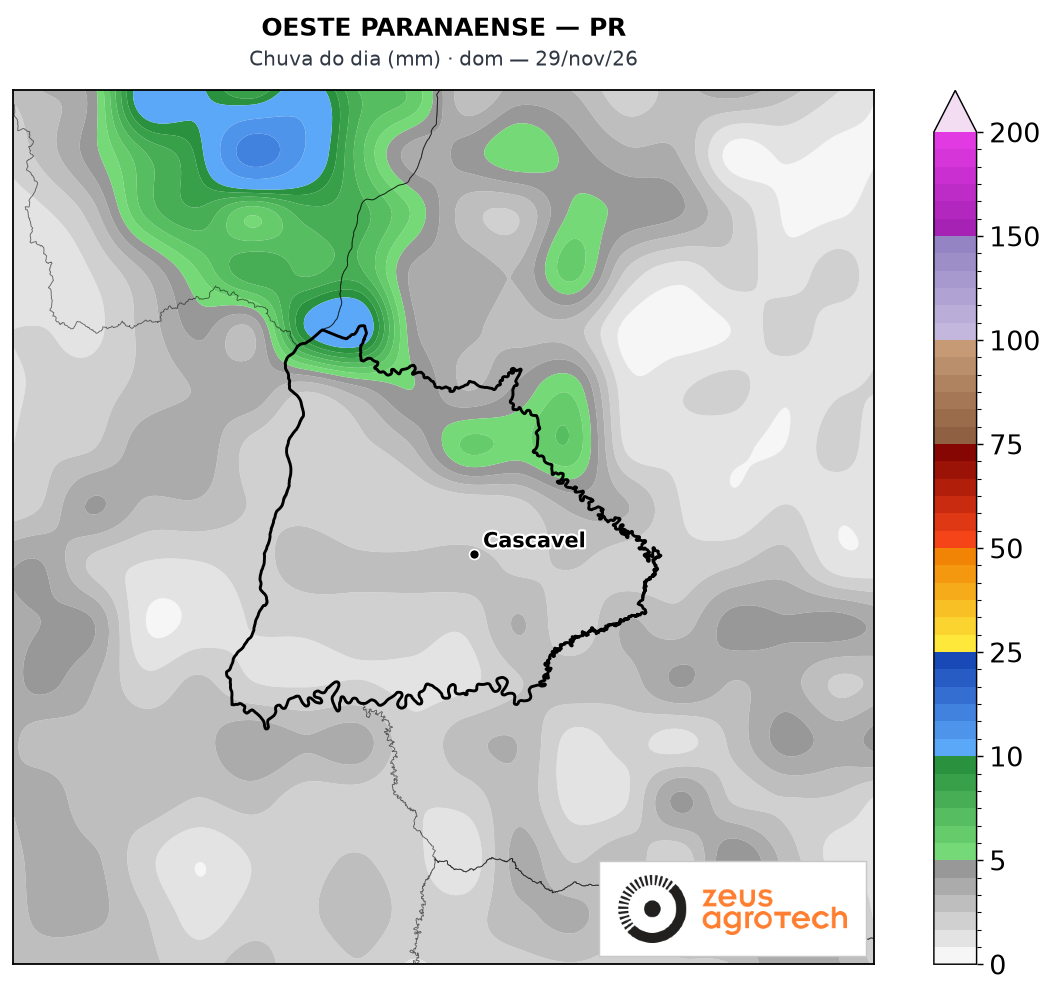 OESTE PARANAENSE — PR
Chuva do dia (mm) · dom — 29/nov/26
200
150
100
75
50
25
10
5
0
Cascavel
zeus
agrotech